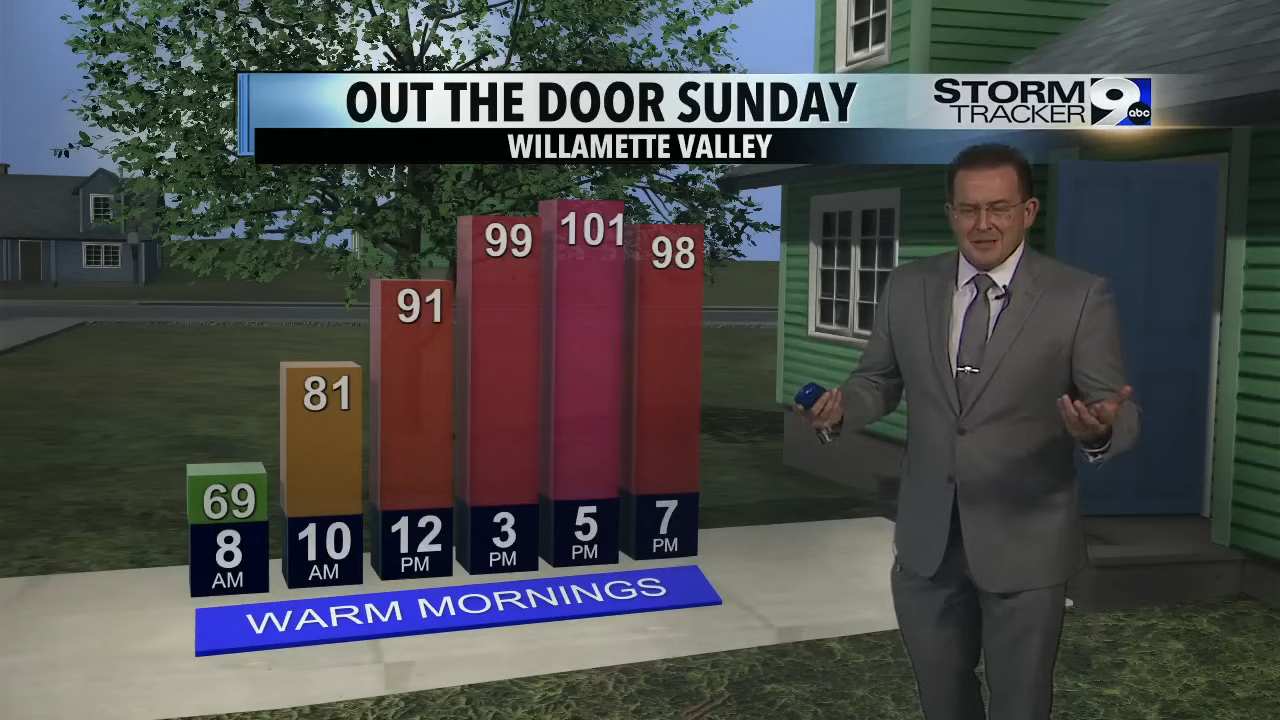 OUT THE DOOR SUNDAY
WILLAMETTE VALLEY
STORM
TRACKER 9 abc
99
101
98
91
81
69
8
AM
10
AM
12
PM
3
PM
5
PM
7
PM
WARM MORNINGS